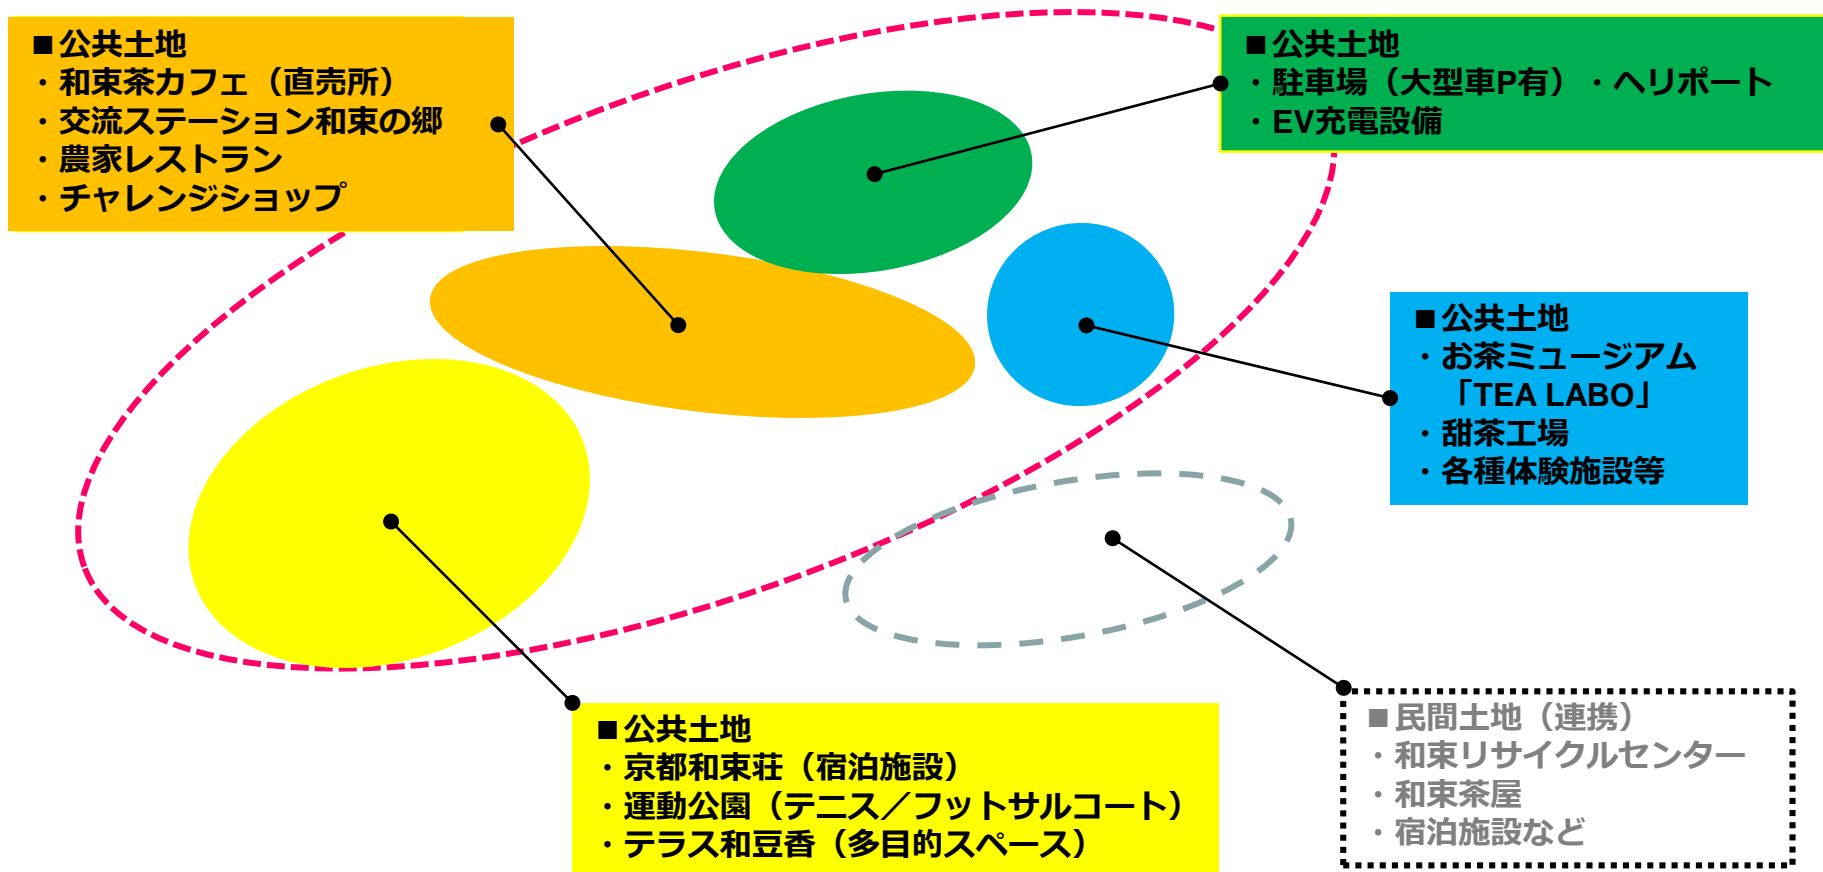 ■公共土地
・和束茶カフェ（直売所）
・交流ステーション和束の郷
・農家レストラン
・チャレンジショップ
■公共土地
・駐車場（大型車P有）・ヘリポート
・EV充電設備
■公共土地
・お茶ミュージアム
「TEA LABO」
・甜茶工場
・各種体験施設等
■公共土地
・京都和束荘（宿泊施設）
・運動公園（テニス／フットサルコート）
・テラス和豆香（多目的スペース）
■民間土地（連携）
・和束リサイクルセンター
・和束茶屋
・宿泊施設など